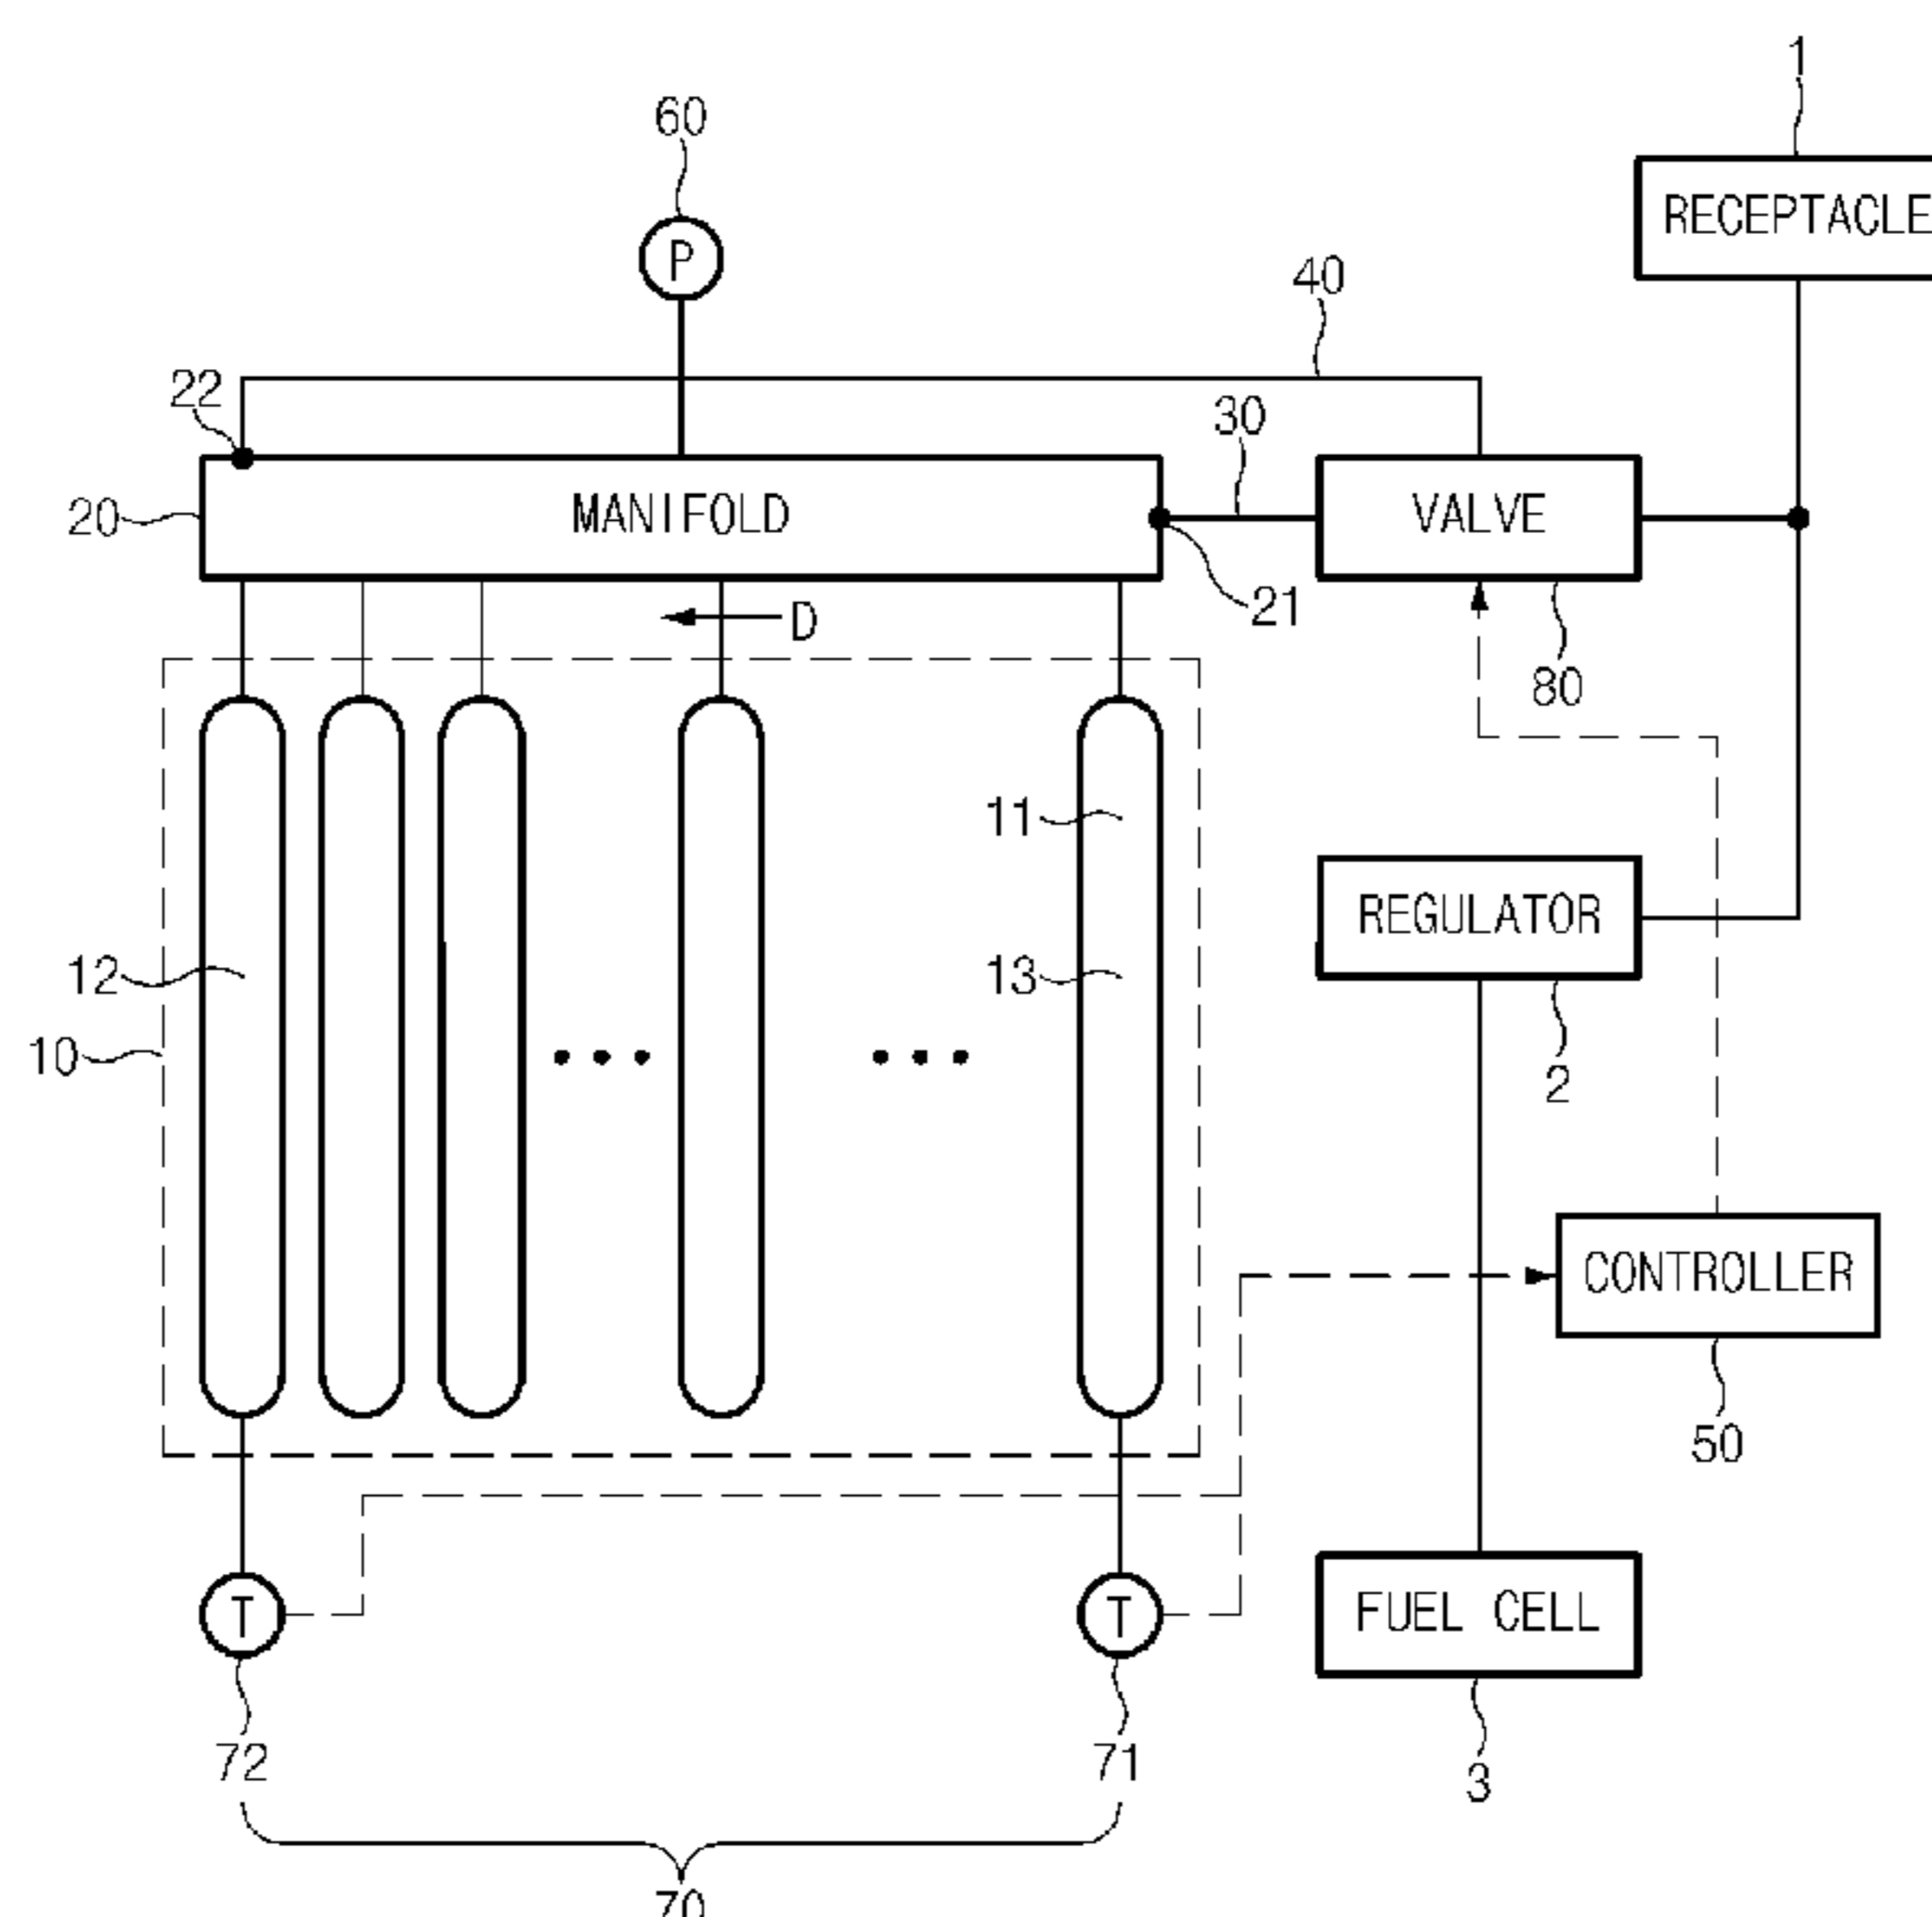 1
60
RECEPTACLE
P
40
22
30
20
MANIFOLD
VALVE
21
D
80
11
REGULATOR
12
13
10
2
CONTROLLER
50
T
T
FUEL CELL
72
71
3
70